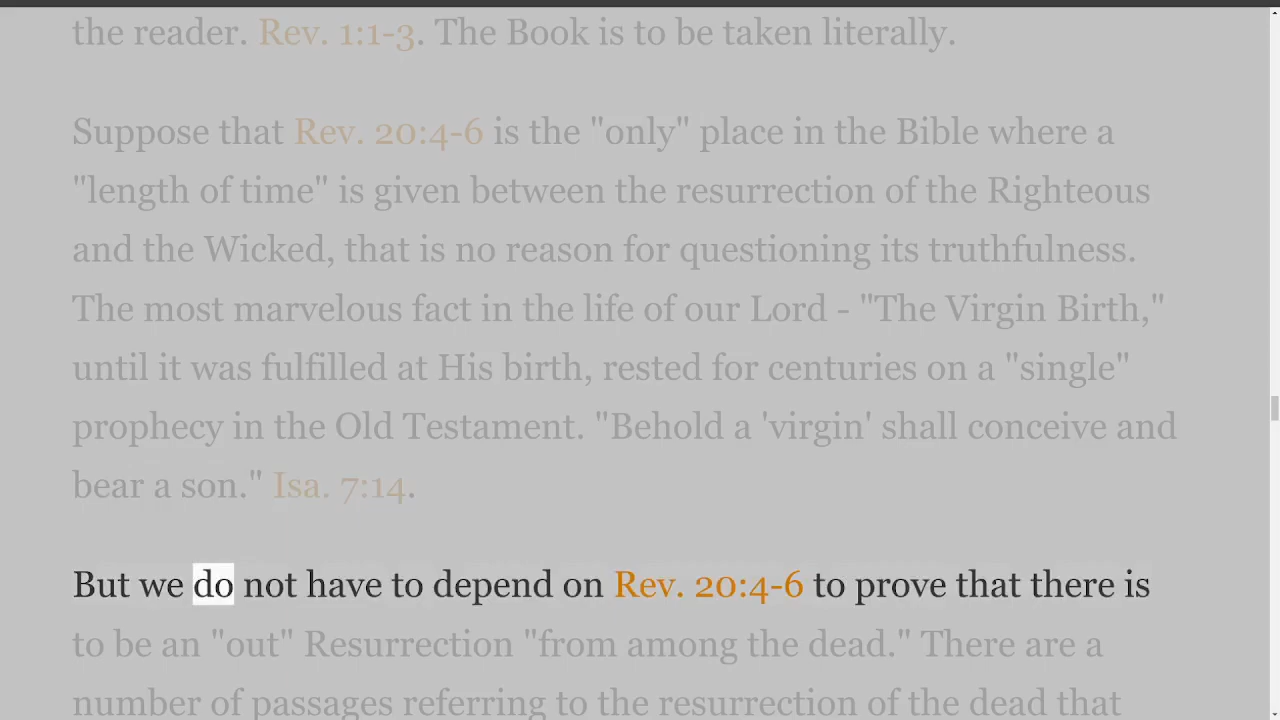 the reader. Rev. 1:1-3. The Book is to be taken literally.
Suppose that Rev. 20:4-6 is the "only" place in the Bible where a
"length of time" is given between the resurrection of the Righteous
and the Wicked, that is no reason for questioning its truthfulness.
The most marvelous fact in the life of our Lord - "The Virgin Birth,"
until it was fulfilled at His birth, rested for centuries on a "single"
prophecy in the Old Testament. "Behold a 'virgin' shall conceive and
bear a son." Isa. 7:14.
But we do not have to depend on Rev. 20:4-6 to prove that there is
to be an "out" Resurrection "from among the dead." There are a
number of passages referring to the resurrection of the dead that